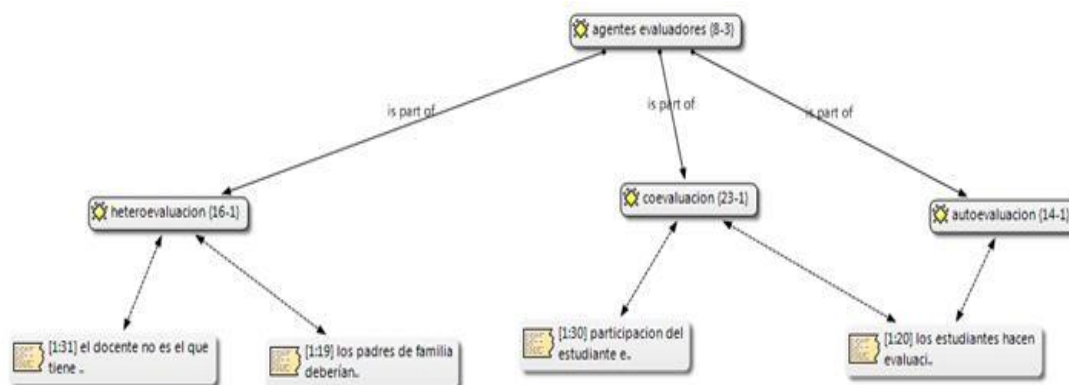 agentes evaluadores {8-3}
is part of
is part of
is part of
heteroevaluacion {16-1}
coevaluacion {23-1}
autoevaluacion {14-1}
[1:31] el docente no es el que
tiene ..
[1:19] los padres de familia
deberían..
[1:30] participacion del
estudiante e..
[1:20] los estudiantes hacen
evaluaci..